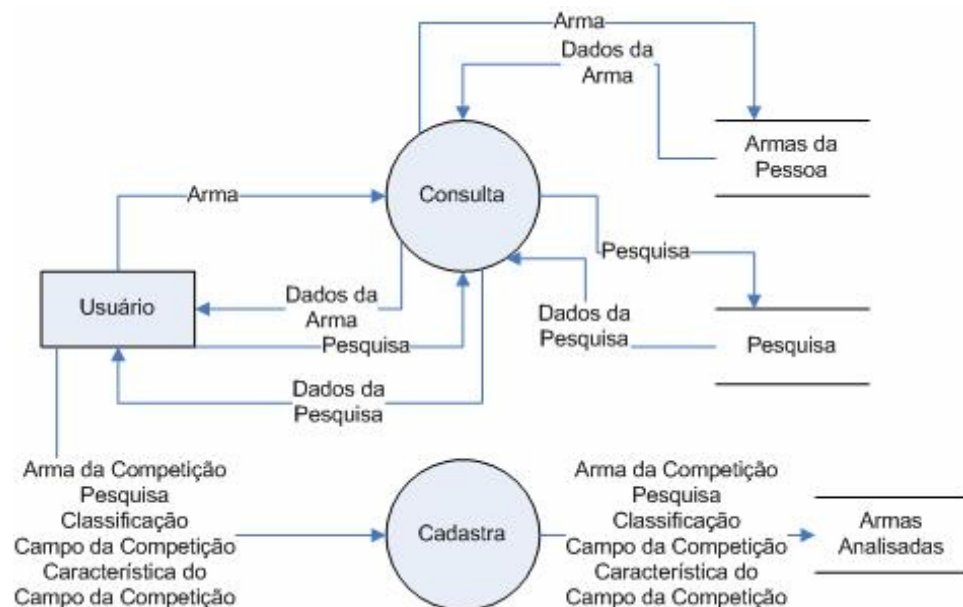 Arma
Dados da
Arma
Armas da
Pessoa
Arma
Consulta
Pesquisa
Usuário
Dados da
Arma
Dados da
Pesquisa
Pesquisa
Pesquisa
Dados da
Pesquisa
Arma da Competição
Pesquisa
Classificação
Campo da Competição
Característica do
Campo da Competição
Cadastra
Arma da Competição
Pesquisa
Classificação
Campo da Competição
Característica do
Campo da Competição
Armas
Analisadas